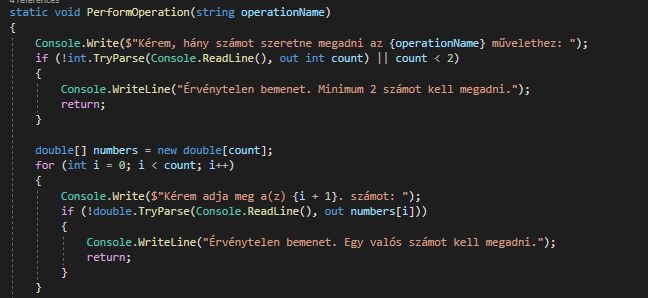 4 references
static void PerformOperation(string operationName)
{
Console.Write($"Kérem, hány számot szeretne megadni az {operationName} művelethez: ");
if (!int.TryParse(Console.ReadLine(), out int count) || count < 2)
{
Console.WriteLine("Érvénytelen bemenet. Minimum 2 számot kell megadni.");
return;
}
double[] numbers = new double[count];
for (int i = 0; i < count; i++)
{
Console.Write($"Kérem adja meg a(z) {i + 1}. számot: ");
if (!double.TryParse(Console.ReadLine(), out numbers[i]))
{
Console.WriteLine("Érvénytelen bemenet. Egy valós számot kell megadni.");
return;
}
}